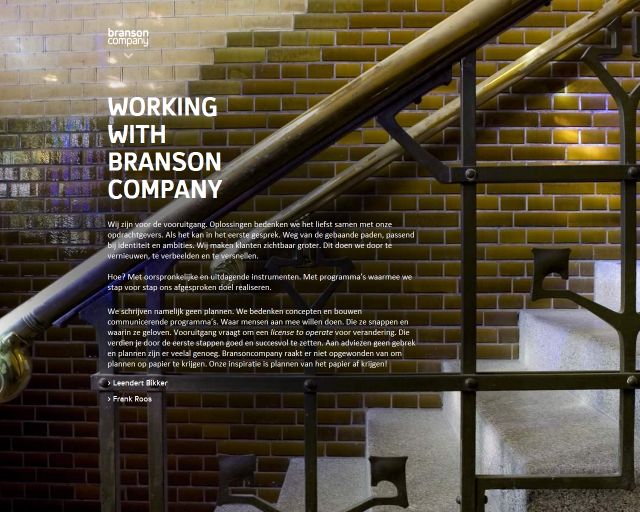 branson
company
WORKING
WITH
BRANSON
COMPANY
Wij zijn voor de vooruitgang. Oplossingen bedenken we het liefst samen met onze
opdrachtgevers. Als het kan in het eerste gesprek. Weg van de gebaande paden, passend
bij identiteit en ambities. Wij maken klanten zichtbaar groter. Dit doen we door te
vernieuwen, te verbeelden en te versnellen.
Hoe? Met oorspronkelijke en uitdagende instrumenten. Met programma's waarmee we
stap voor stap ons afgesproken doel realiseren.
We schrijven namelijk geen plannen. We bedenken concepten en bouwen
communicerende programma's. Waar mensen aan mee willen doen. Die ze snappen en
waarin ze geloven. Vooruitgang vraagt om een license to operate voor verandering. Die
verdien je door de eerste stappen goed en succesvol te zetten. Aan adviezen geen gebrek
en plannen zijn er veelal genoeg. Bransoncompany raakt er niet opgewonden van om
plannen op papier te krijgen. Onze inspiratie is plannen van het papier af krijgen!
> Leendert Bikker
> Frenk Roos